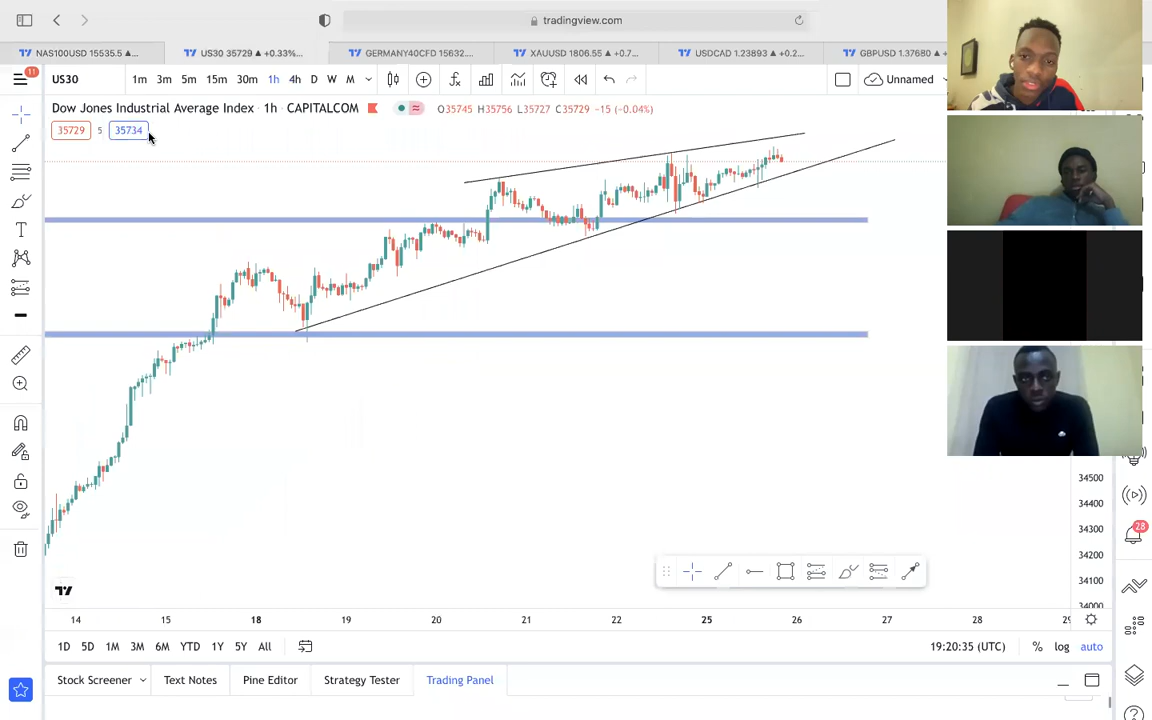 tradingview.com
NAS100USD 15535.5 ▲...
US30 35729 ▲ +0.33%...
GERMANY40CFD 15632....
XAUUSD 1806.55 ▲ +0.7...
USDCAD 1.23893 ▲ +0.2...
GBPUSD 1.37680 ▲
11
US30
1m 3m 5m 15m 30m 1h 4h D W M
Unnamed
Dow Jones Industrial Average Index · 1h · CAPITALCOM
O35745 H35756 L35727 C35729 −15 (−0.04%)
35729 5 35734
34500
34400
34300
34200
34100
34000
28
14 15 18 19 20 21 22 25 26 27 28 29
1D 5D 1M 3M 6M YTD 1Y 5Y All
19:20:35 (UTC) % log auto
Stock Screener Text Notes Pine Editor Strategy Tester Trading Panel